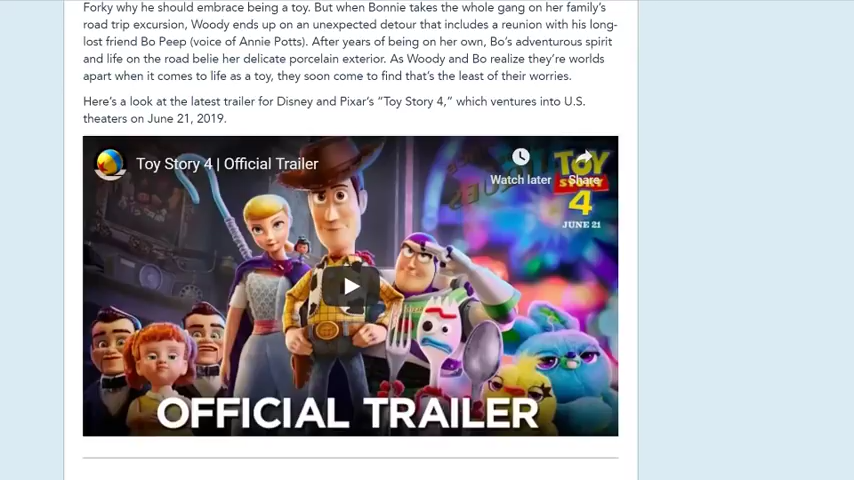 Forky why he should embrace being a toy. But when Bonnie takes the whole gang on her family's
road trip excursion, Woody ends up on an unexpected detour that includes a reunion with his long-
lost friend Bo Peep (voice of Annie Potts). After years of being on her own, Bo's adventurous spirit
and life on the road belie her delicate porcelain exterior. As Woody and Bo realize they're worlds
apart when it comes to life as a toy, they soon come to find that's the least of their worries.
Here's a look at the latest trailer for Disney and Pixar's "Toy Story 4," which ventures into U.S.
theaters on June 21, 2019.
Toy Story 4 | Official Trailer
Watch later
Share
TOY
STORY
4
JUNE 21
OFFICIAL TRAILER